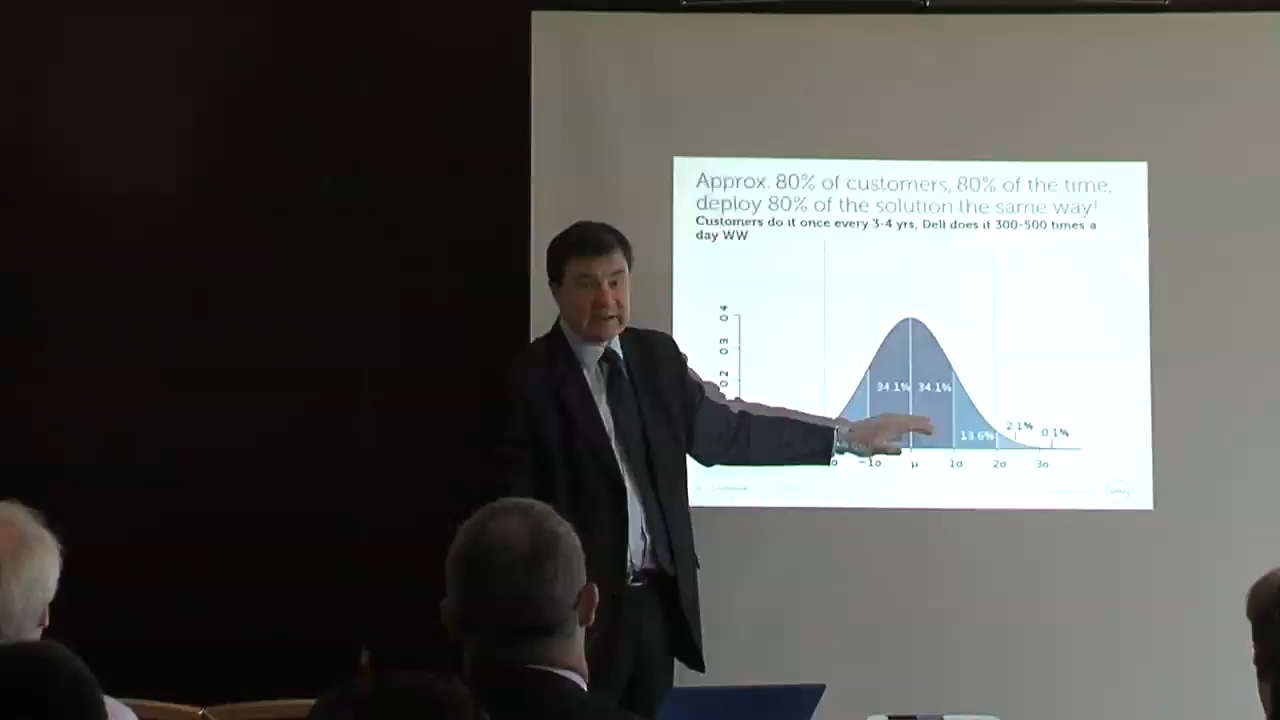 Approx. 80% of customers, 80% of the time,
deploy 80% of the solution the same way!
Customers do it once every 3-4 yrs, Dell does it 300-500 times a
day WW
0.4
0.3
0.2
34.1% 34.1%
13.6%
2.1%
0.1%
−1σ μ 1σ 2σ 3σ